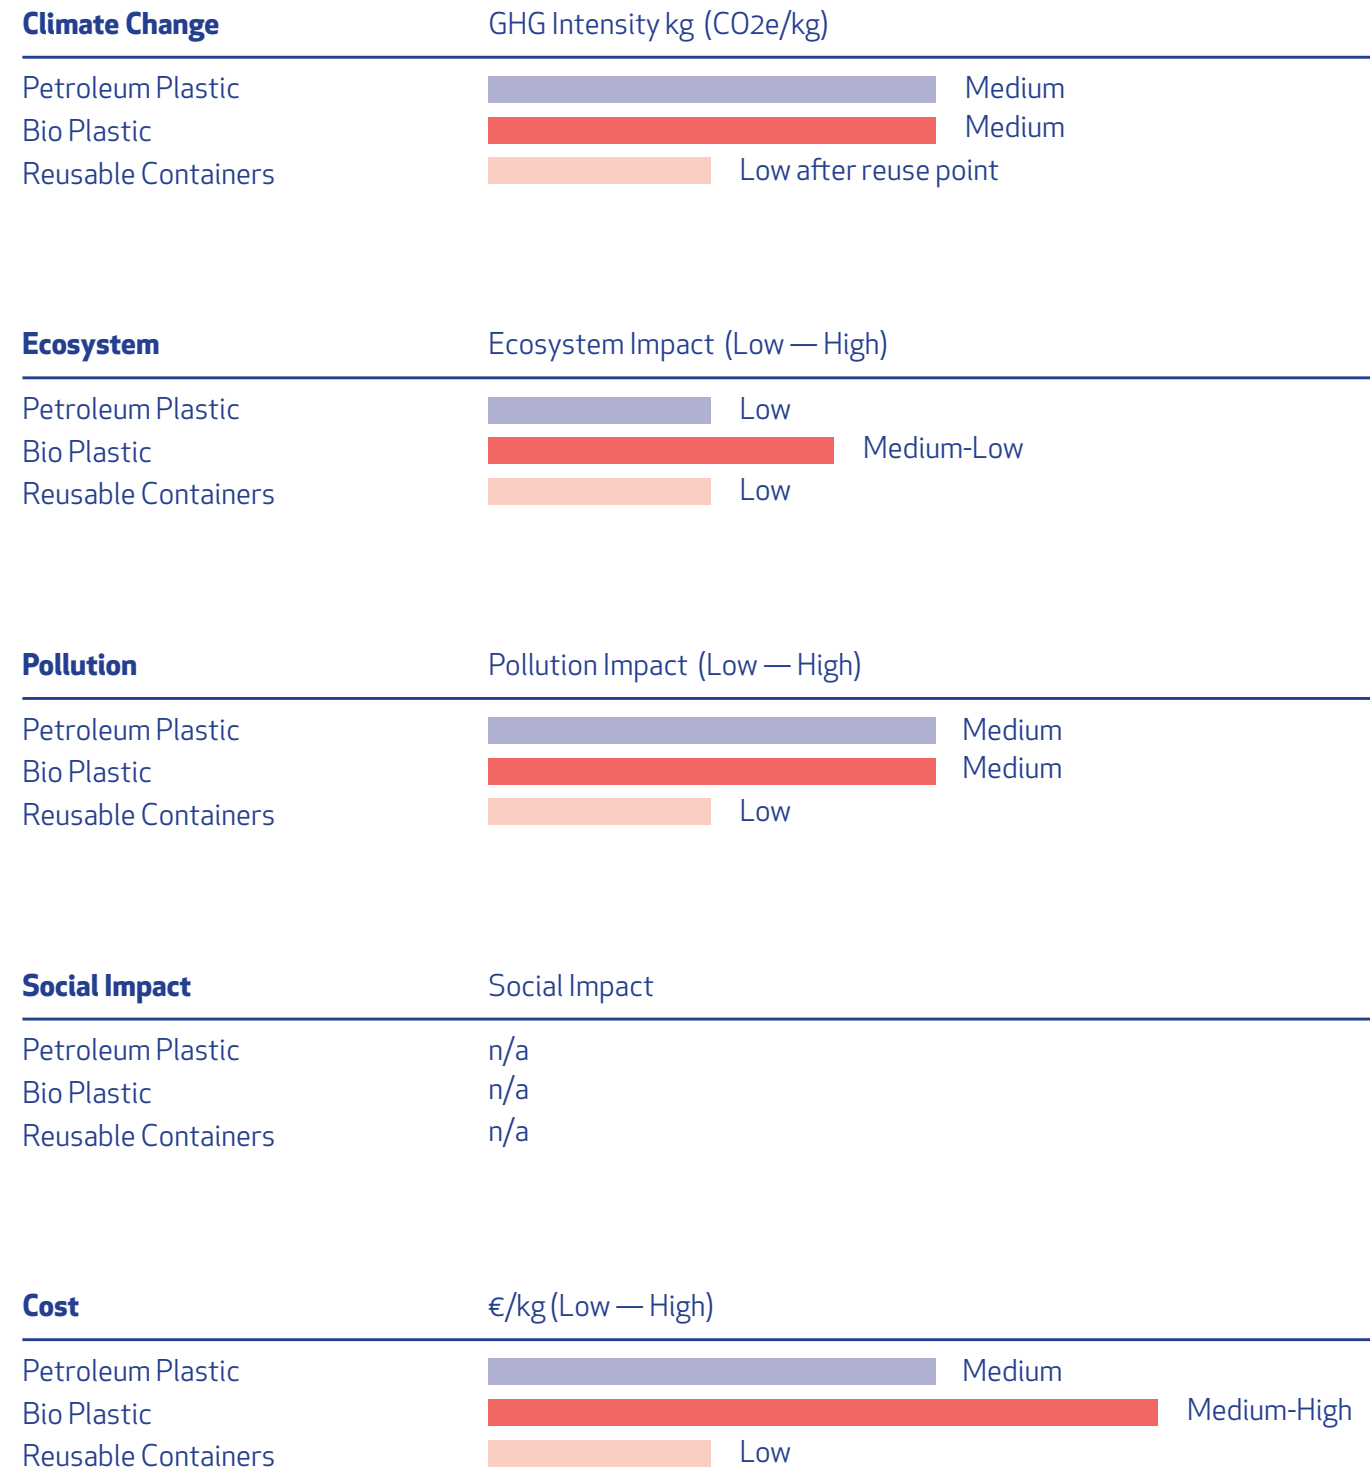 Climate Change GHG Intensity kg (CO2e/kg)
Petroleum Plastic Medium
Bio Plastic Medium
Reusable Containers Low after reuse point
Ecosystem Ecosystem Impact (Low — High)
Petroleum Plastic Low
Bio Plastic Medium-Low
Reusable Containers Low
Pollution Pollution Impact (Low — High)
Petroleum Plastic Medium
Bio Plastic Medium
Reusable Containers Low
Social Impact Social Impact
Petroleum Plastic n/a
Bio Plastic n/a
Reusable Containers n/a
Cost €/kg (Low — High)
Petroleum Plastic Medium
Bio Plastic Medium-High
Reusable Containers Low